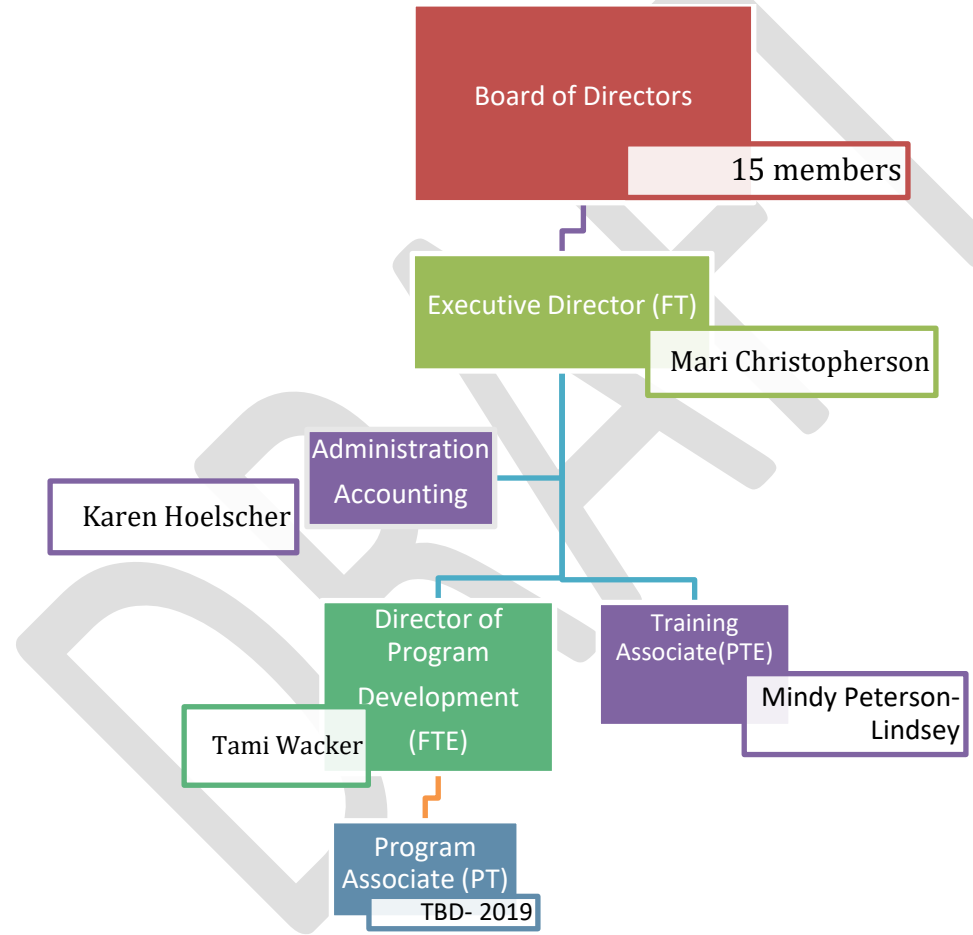 Board of Directors
15 members
Executive Director (FT)
Mari Christopherson
Administration
Accounting
Karen Hoelscher
Director of
Program
Development
(FTE)
Tami Wacker
Training
Associate(PTE)
Mindy Peterson-
Lindsey
Program
Associate (PT)
TBD- 2019
DRAFT